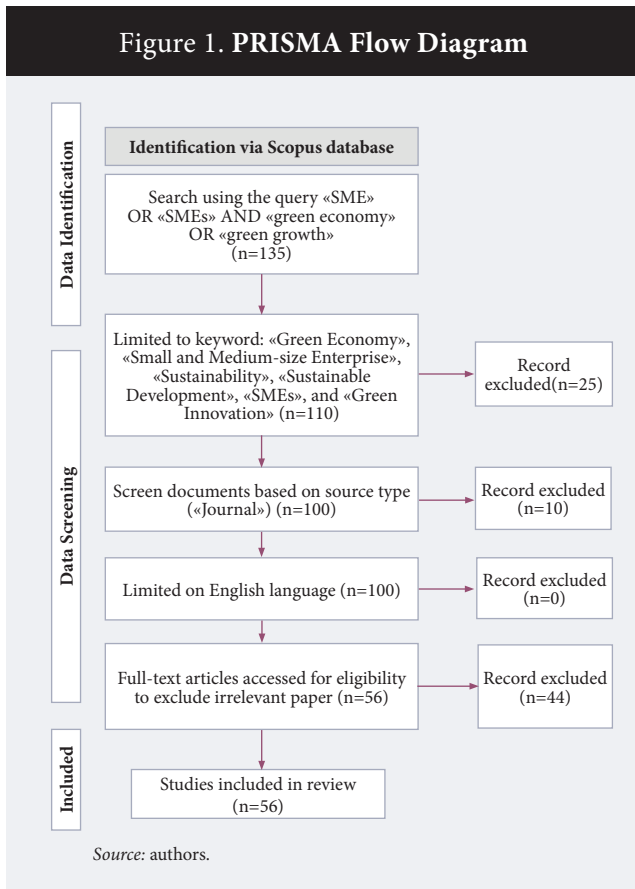 Figure 1. PRISMA Flow Diagram
Data Identification
Identification via Scopus database
Search using the query «SME»
OR «SMEs» AND «green economy»
OR «green growth»
(n=135)
Data Screening
Limited to keyword: «Green Economy»,
«Small and Medium-size Enterprise»,
«Sustainability», «Sustainable
Development», «SMEs», and «Green
Innovation» (n=110)
Record
excluded(n=25)
Screen documents based on source type
(«Journal») (n=100)
Record excluded
(n=10)
Limited on English language (n=100)
Record excluded
(n=0)
Full-text articles accessed for eligibility
to exclude irrelevant paper (n=56)
Record excluded
(n=44)
Included
Studies included in review
(n=56)
Source: authors.